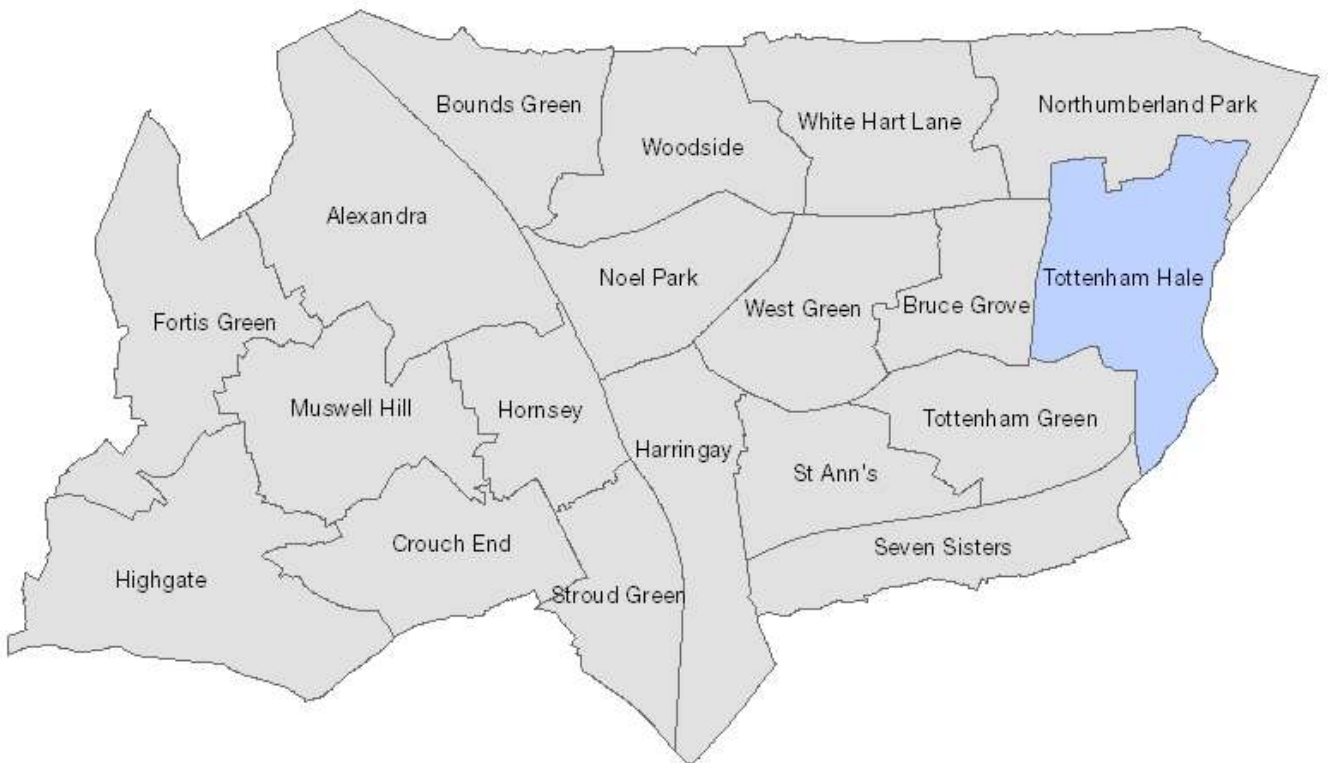 Bounds Green
Northumberland Park
White Hart Lane
Woodside
Alexandra
Noel Park
Tottenham Hale
West Green
Bruce Grove
Fortis Green
Muswell Hill
Hornsey
Tottenham Green
Harringay
St Ann's
Crouch End
Seven Sisters
Highgate
Stroud Green